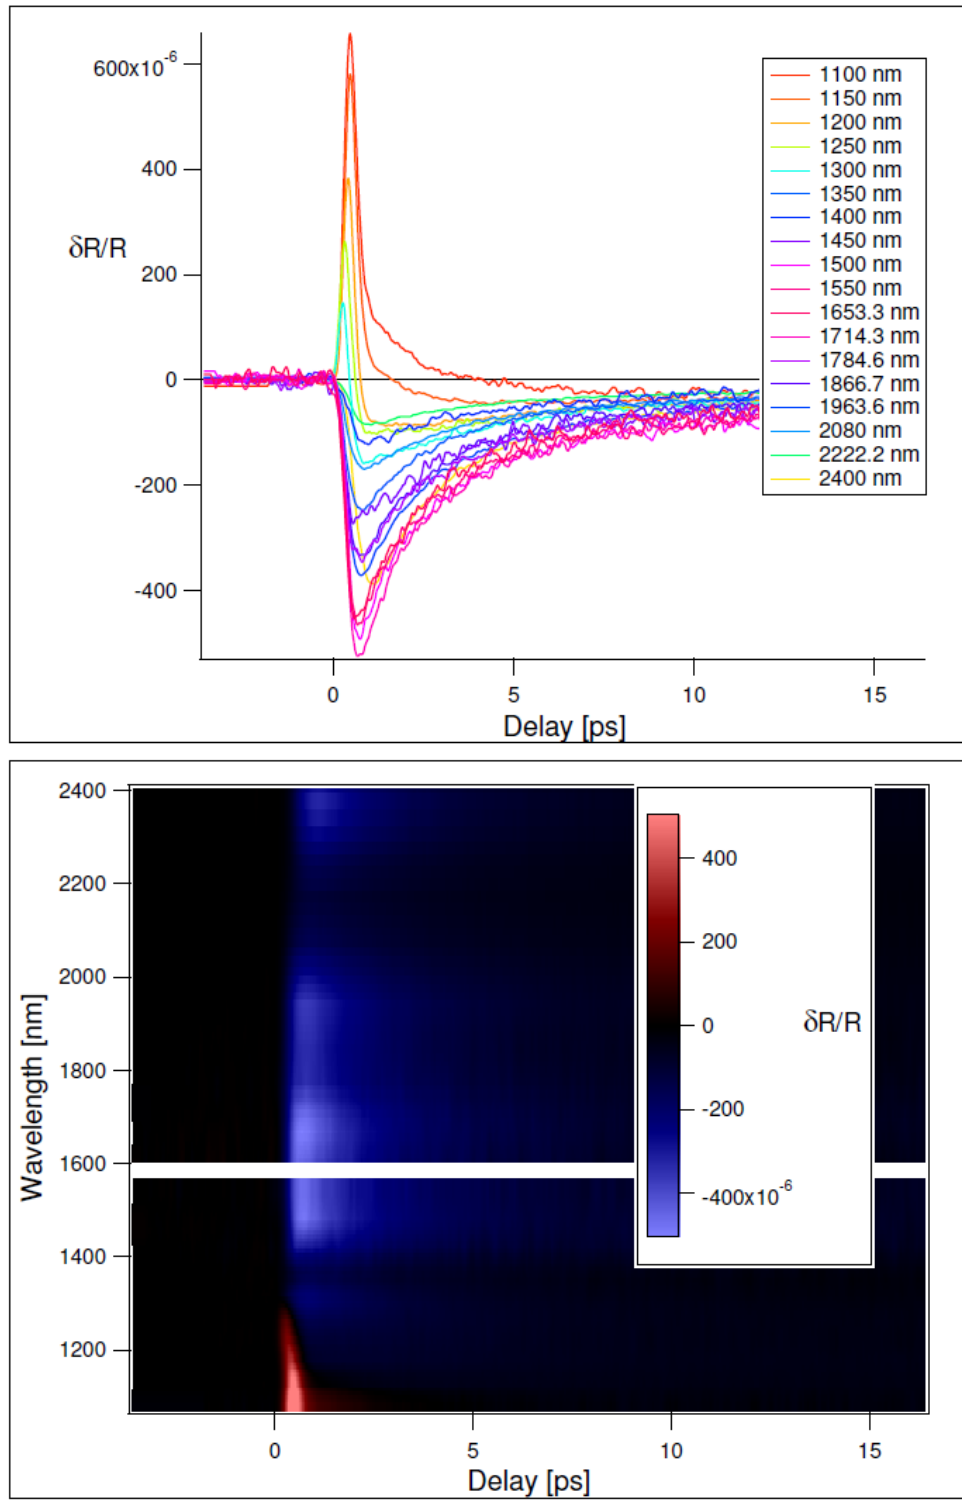 600x10-6
400
200
0
-200
-400
δR/R
0
5
10
15
Delay [ps]
1100 nm
1150 nm
1200 nm
1250 nm
1300 nm
1350 nm
1400 nm
1450 nm
1500 nm
1550 nm
1653.3 nm
1714.3 nm
1784.6 nm
1866.7 nm
1963.6 nm
2080 nm
2222.2 nm
2400 nm
2400
2200
2000
1800
1600
1400
1200
Wavelength [nm]
400
200
0
-200
-400x10-6
δR/R
0
5
10
15
Delay [ps]